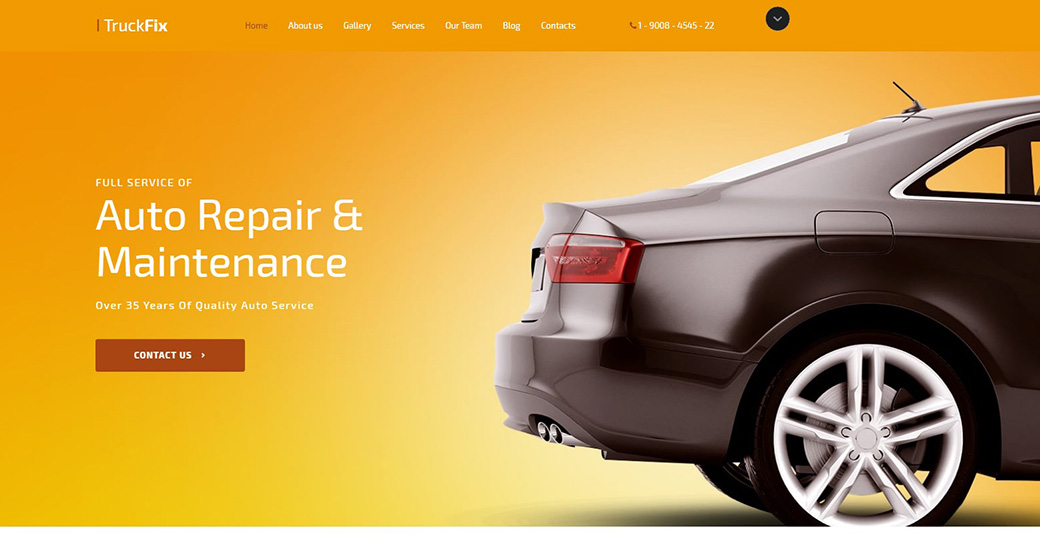 TruckFix
Home About us Gallery Services Our Team Blog Contacts
1 - 9008 - 4545 - 22
FULL SERVICE OF
Auto Repair &
Maintenance
Over 35 Years Of Quality Auto Service
CONTACT US